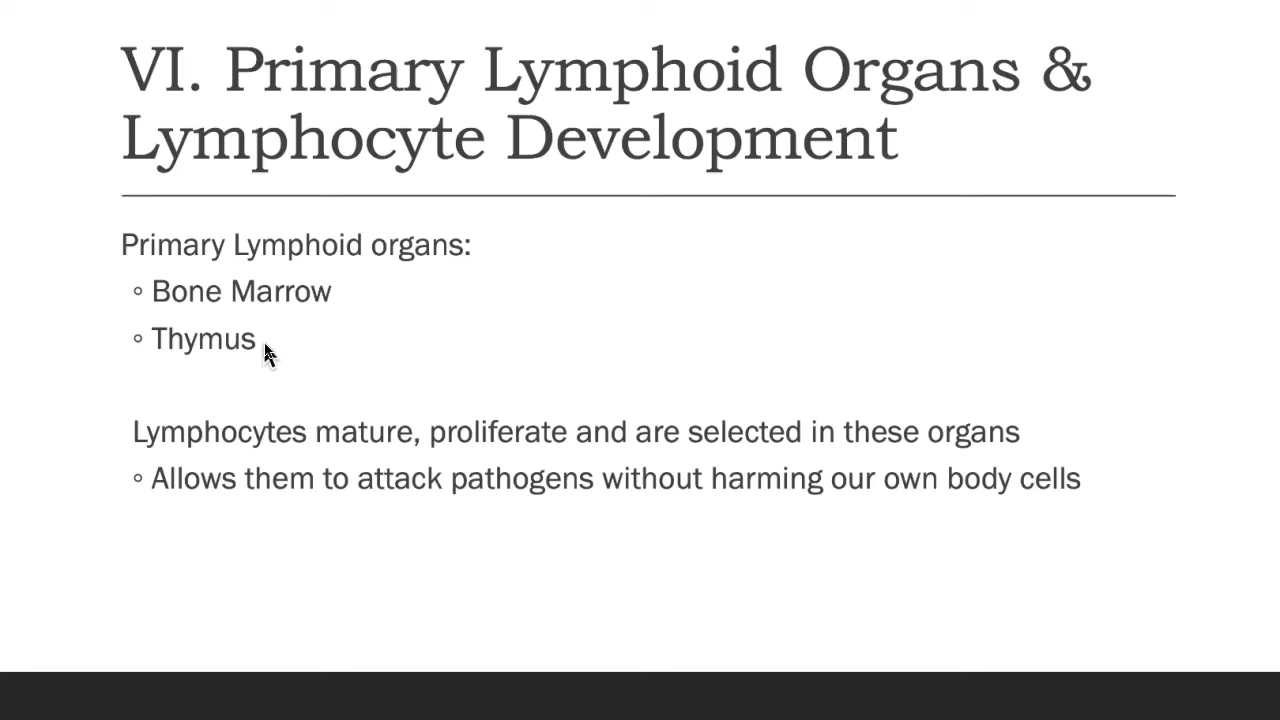 VI. Primary Lymphoid Organs &
Lymphocyte Development
Primary Lymphoid organs:
◦ Bone Marrow
◦ Thymus
Lymphocytes mature, proliferate and are selected in these organs
◦ Allows them to attack pathogens without harming our own body cells